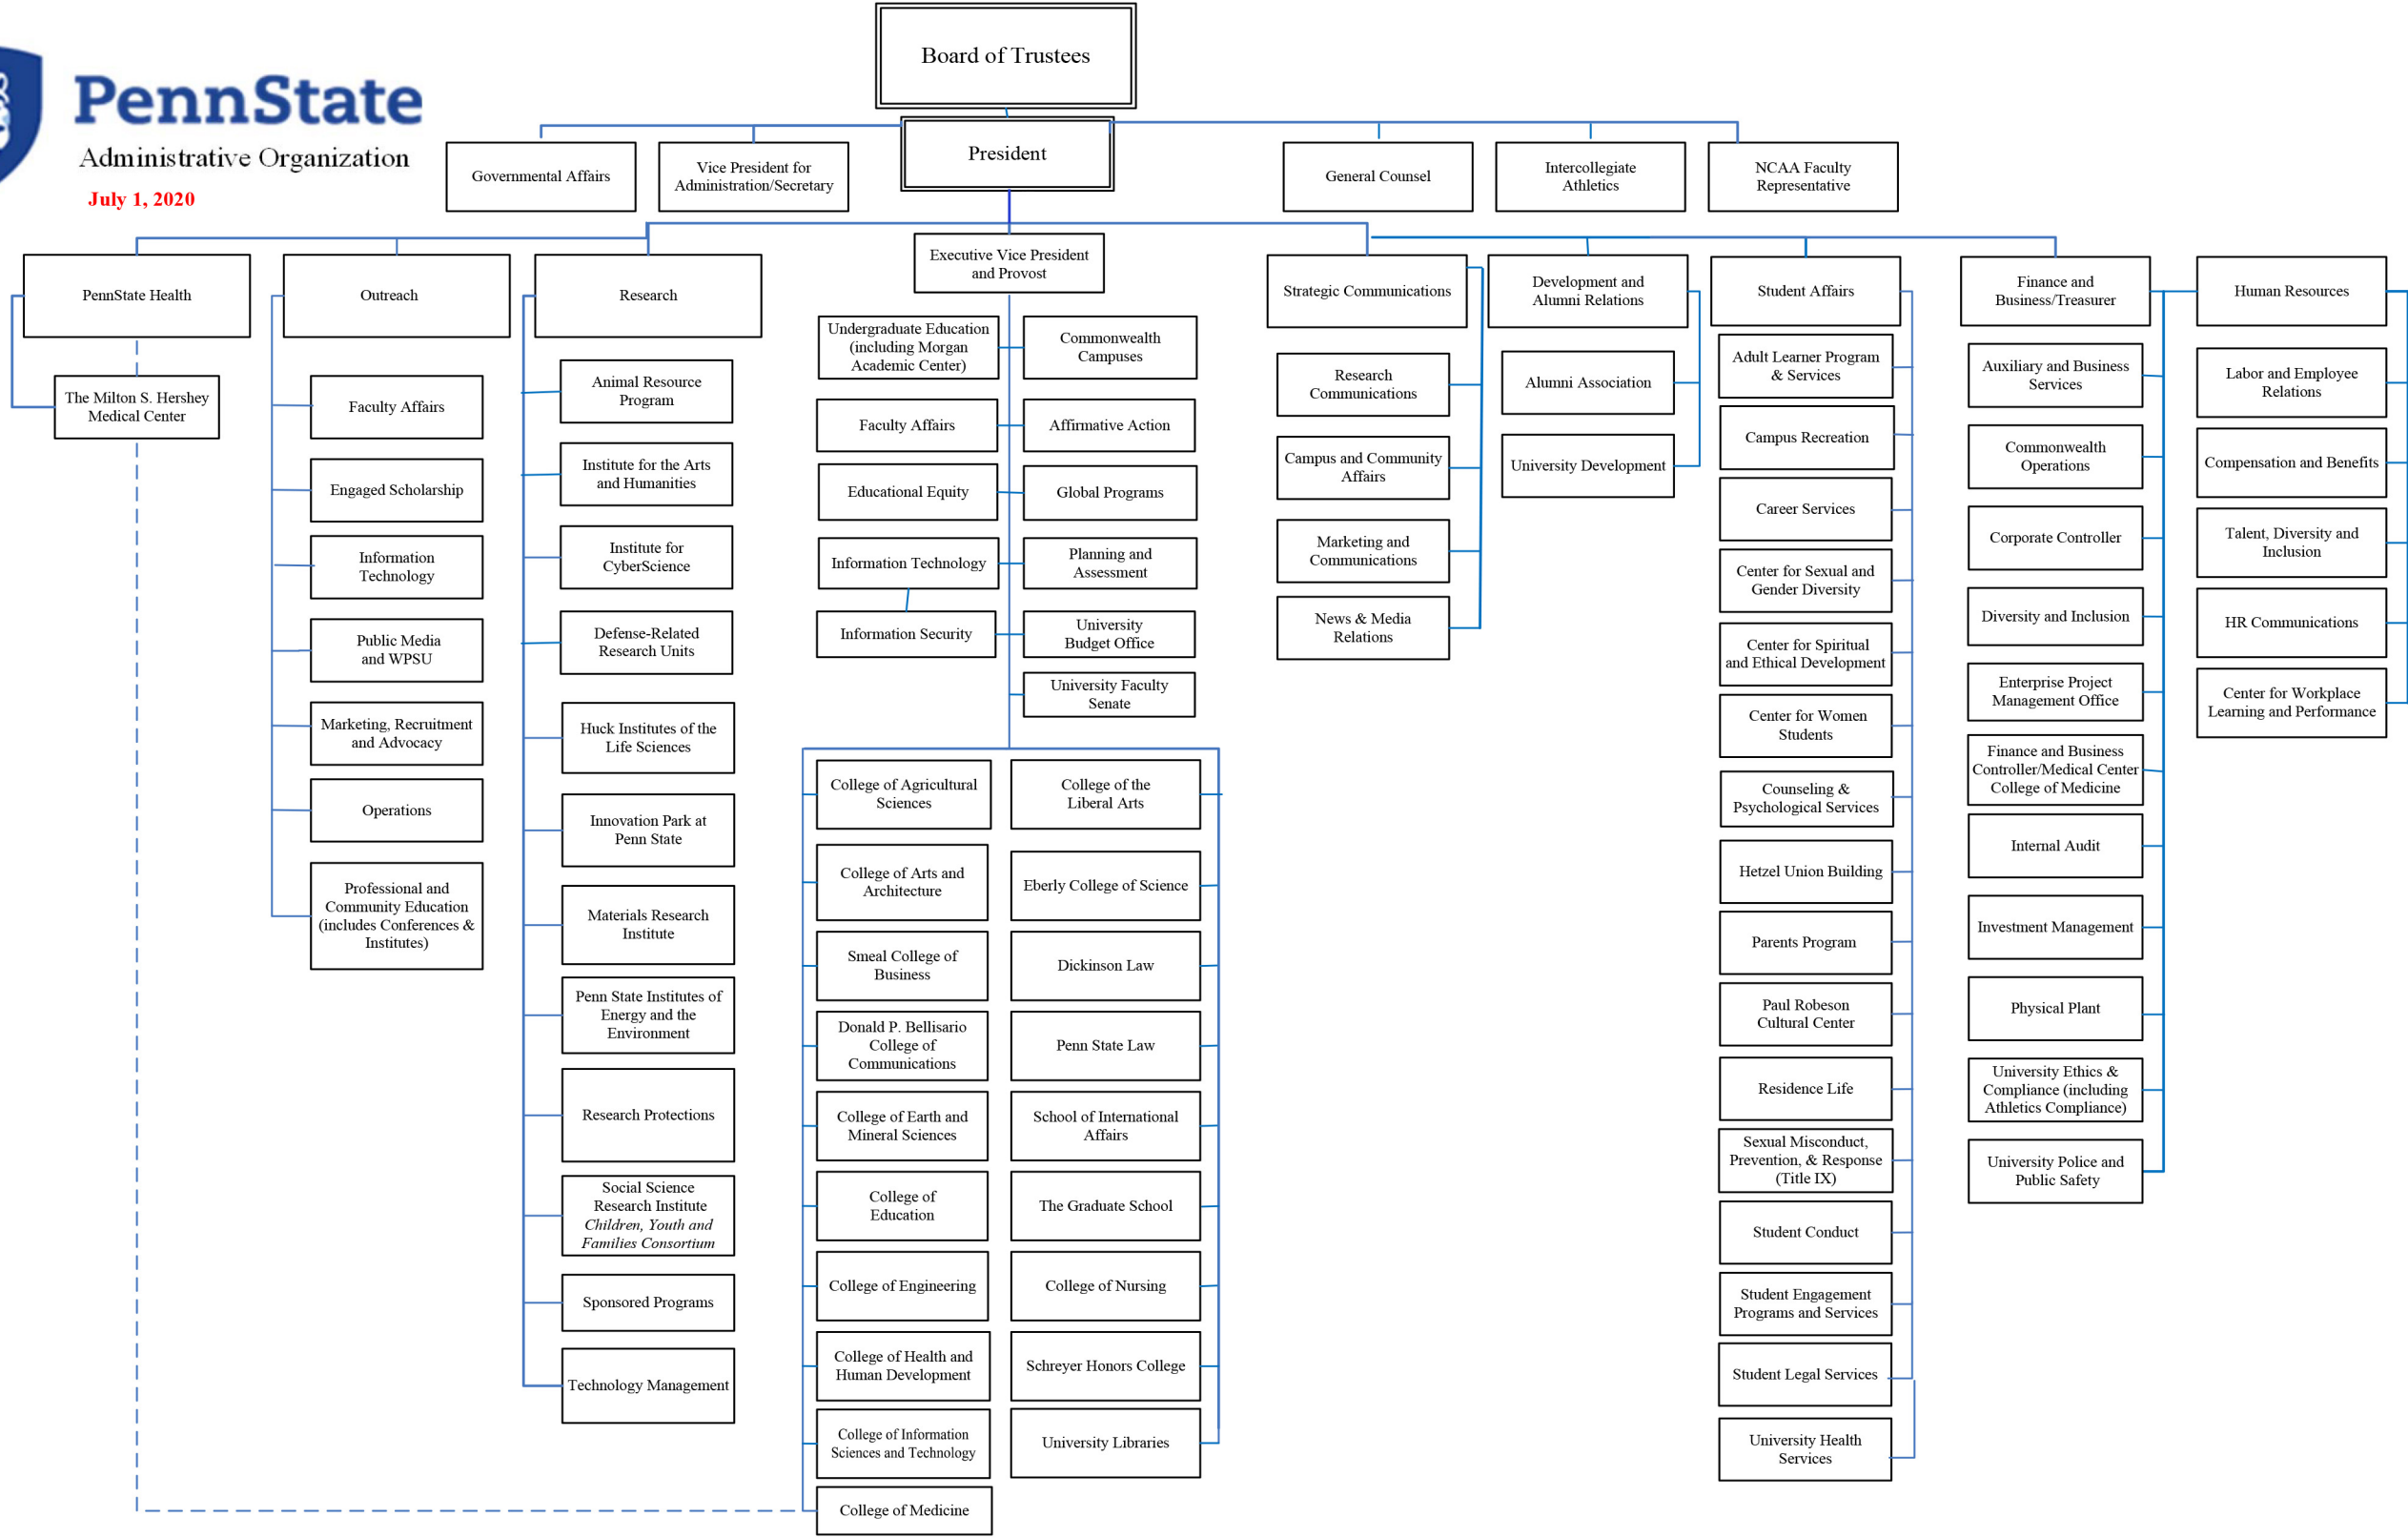 Board of Trustees
PennState
Administrative Organization
July 1, 2020
President
Governmental Affairs
Vice President for
Administration/Secretary
General Counsel
Intercollegiate
Athletics
NCAA Faculty
Representative
PennState Health
The Milton S. Hershey
Medical Center
Outreach
Faculty Affairs
Engaged Scholarship
Information
Technology
Public Media
and WPSU
Marketing, Recruitment
and Advocacy
Operations
Professional and
Community Education
(includes Conferences &
Institutes)
Research
Animal Resource
Program
Institute for the Arts
and Humanities
Institute for
CyberScience
Defense-Related
Research Units
Huck Institutes of the
Life Sciences
Innovation Park at
Penn State
Materials Research
Institute
Penn State Institutes of
Energy and the
Environment
Research Protections
Social Science
Research Institute
Children, Youth and
Families Consortium
Sponsored Programs
Technology Management
Executive Vice President
and Provost
Undergraduate Education
(including Morgan
Academic Center)
Commonwealth
Campuses
Faculty Affairs
Affirmative Action
Educational Equity
Global Programs
Information Technology
Planning and
Assessment
Information Security
University
Budget Office
University Faculty
Senate
College of Agricultural
Sciences
College of Arts and
Architecture
Smeal College of
Business
Donald P. Bellisario
College of
Communications
College of Earth and
Mineral Sciences
College of
Education
College of Engineering
College of Health and
Human Development
College of Information
Sciences and Technology
College of Medicine
College of the
Liberal Arts
Eberly College of Science
Dickinson Law
Penn State Law
School of International
Affairs
The Graduate School
College of Nursing
Schreyer Honors College
University Libraries
Strategic Communications
Research
Communications
Campus and Community
Affairs
Marketing and
Communications
News & Media
Relations
Development and
Alumni Relations
Alumni Association
University Development
Student Affairs
Adult Learner Program
& Services
Campus Recreation
Career Services
Center for Sexual and
Gender Diversity
Center for Spiritual
and Ethical Development
Center for Women
Students
Counseling &
Psychological Services
Hetzel Union Building
Parents Program
Paul Robeson
Cultural Center
Residence Life
Sexual Misconduct,
Prevention, & Response
(Title IX)
Student Conduct
Student Engagement
Programs and Services
Student Legal Services
University Health
Services
Finance and
Business/Treasurer
Auxiliary and Business
Services
Commonwealth
Operations
Corporate Controller
Diversity and Inclusion
Enterprise Project
Management Office
Finance and Business
Controller/Medical Center
College of Medicine
Internal Audit
Investment Management
Physical Plant
University Ethics &
Compliance (including
Athletics Compliance)
University Police and
Public Safety
Human Resources
Labor and Employee
Relations
Compensation and Benefits
Talent, Diversity and
Inclusion
HR Communications
Center for Workplace
Learning and Performance